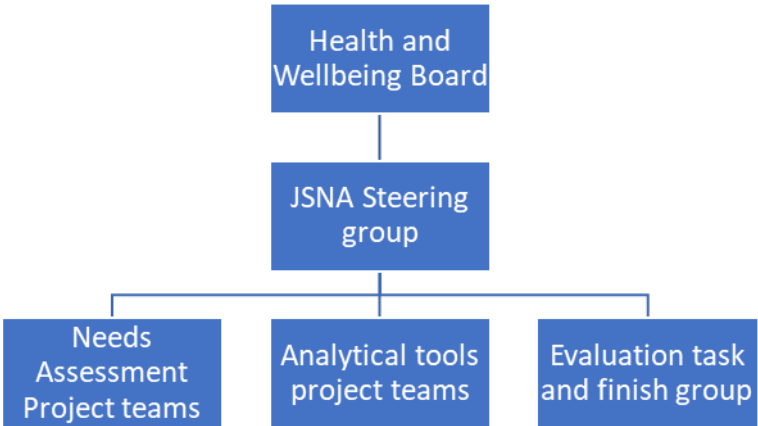 Health and
Wellbeing Board
JSNA Steering
group
Needs
Assessment
Project teams
Analytical tools
project teams
Evaluation task
and finish group